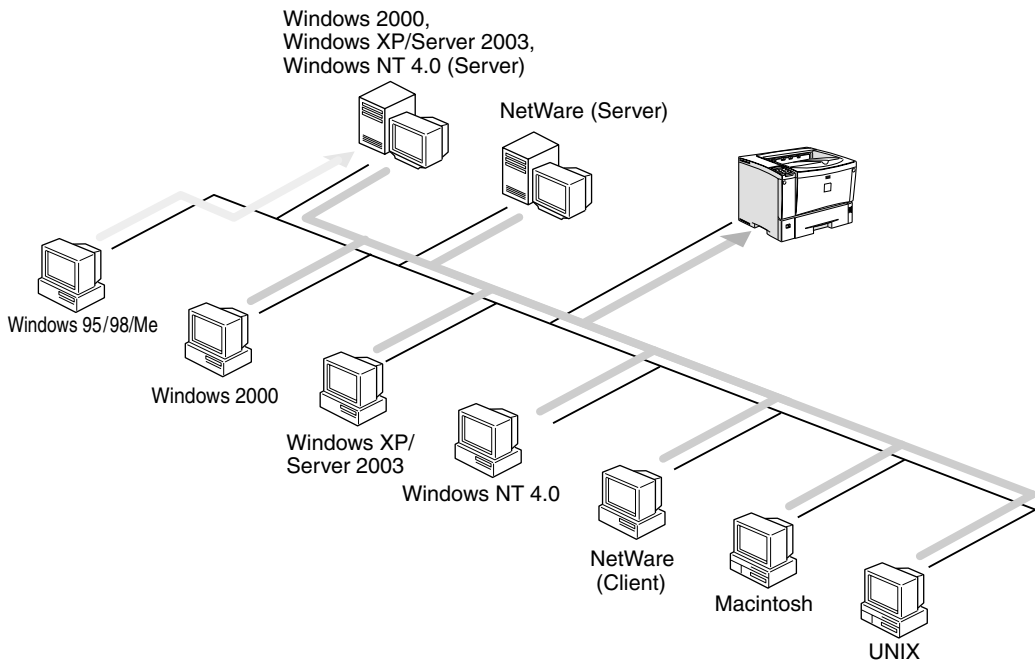 Windows 2000,
Windows XP/Server 2003,
Windows NT 4.0 (Server)
NetWare (Server)
Windows 95/98/Me
Windows 2000
Windows XP/
Server 2003
Windows NT 4.0
NetWare
(Client)
Macintosh
UNIX